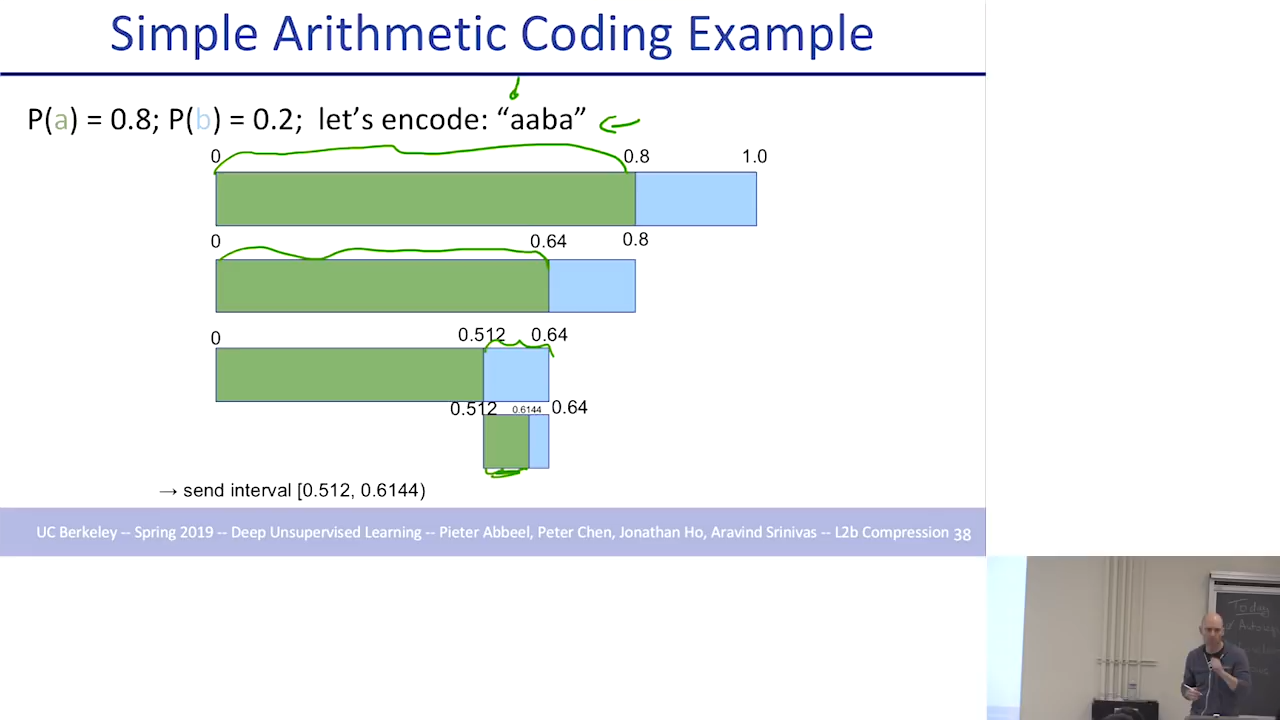 Simple Arithmetic Coding Example
P(a) = 0.8; P(b) = 0.2; let's encode: “aaba”
0 0.8 1.0
0 0.64 0.8
0 0.512 0.64
0.512 0.6144 0.64
→ send interval [0.512, 0.6144)
UC Berkeley -- Spring 2019 -- Deep Unsupervised Learning -- Pieter Abbeel, Peter Chen, Jonathan Ho, Aravind Srinivas -- L2b Compression 38
Today